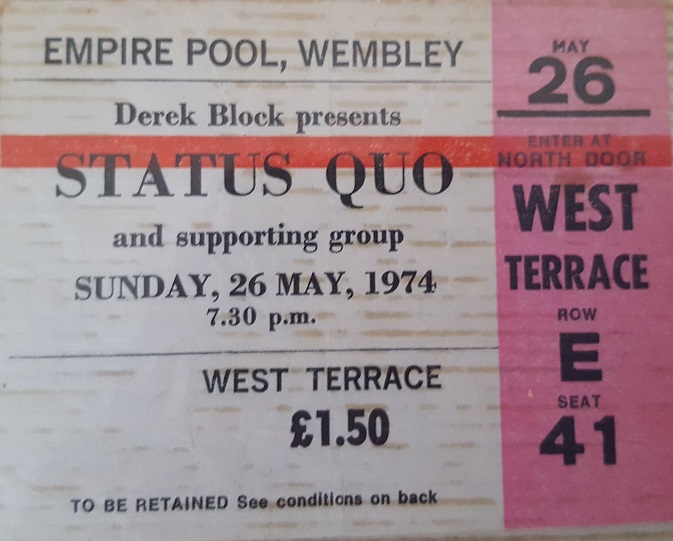 EMPIRE POOL, WEMBLEY
Derek Block presents
STATUS QUO
and supporting group
SUNDAY, 26 MAY, 1974
7.30 p.m.
WEST TERRACE
£1.50
TO BE RETAINED See conditions on back
MAY
26
ENTER AT
NORTH DOOR
WEST
TERRACE
ROW
E
SEAT
41